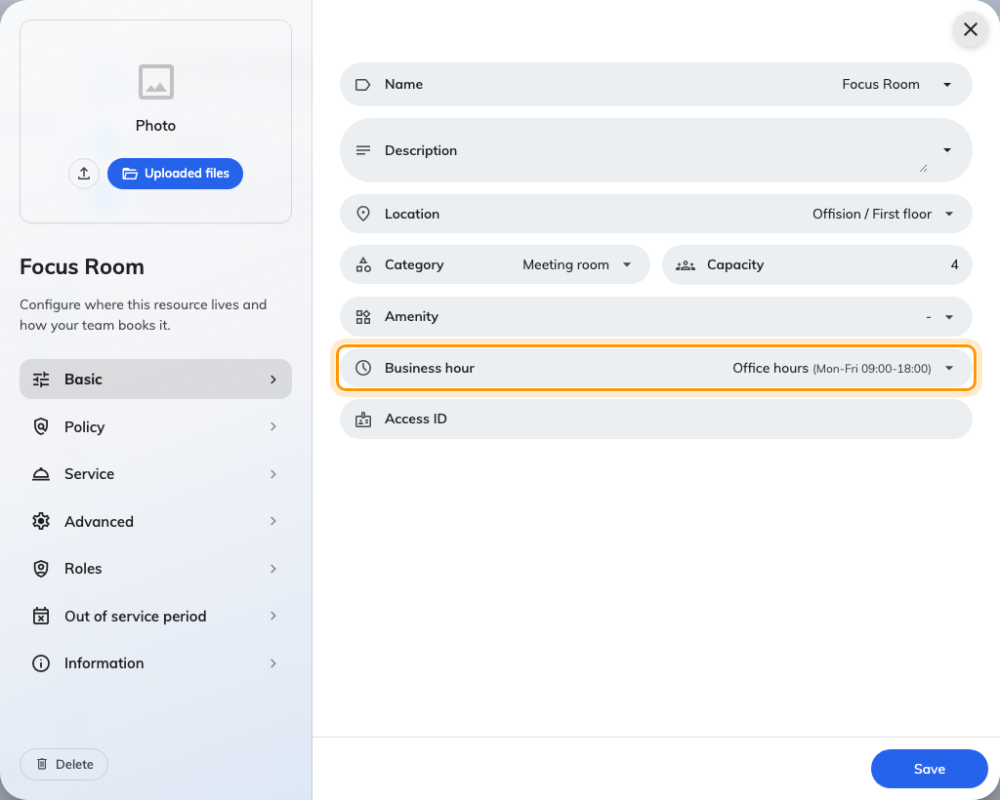 Photo
Uploaded files
Focus Room
Configure where this resource lives and
how your team books it.
Basic
Policy
Service
Advanced
Roles
Out of service period
Information
Delete
Name
Focus Room
Description
Location
Offision / First floor
Category
Meeting room
Capacity
4
Amenity
-
Business hour
Office hours (Mon-Fri 09:00-18:00)
Access ID
Save